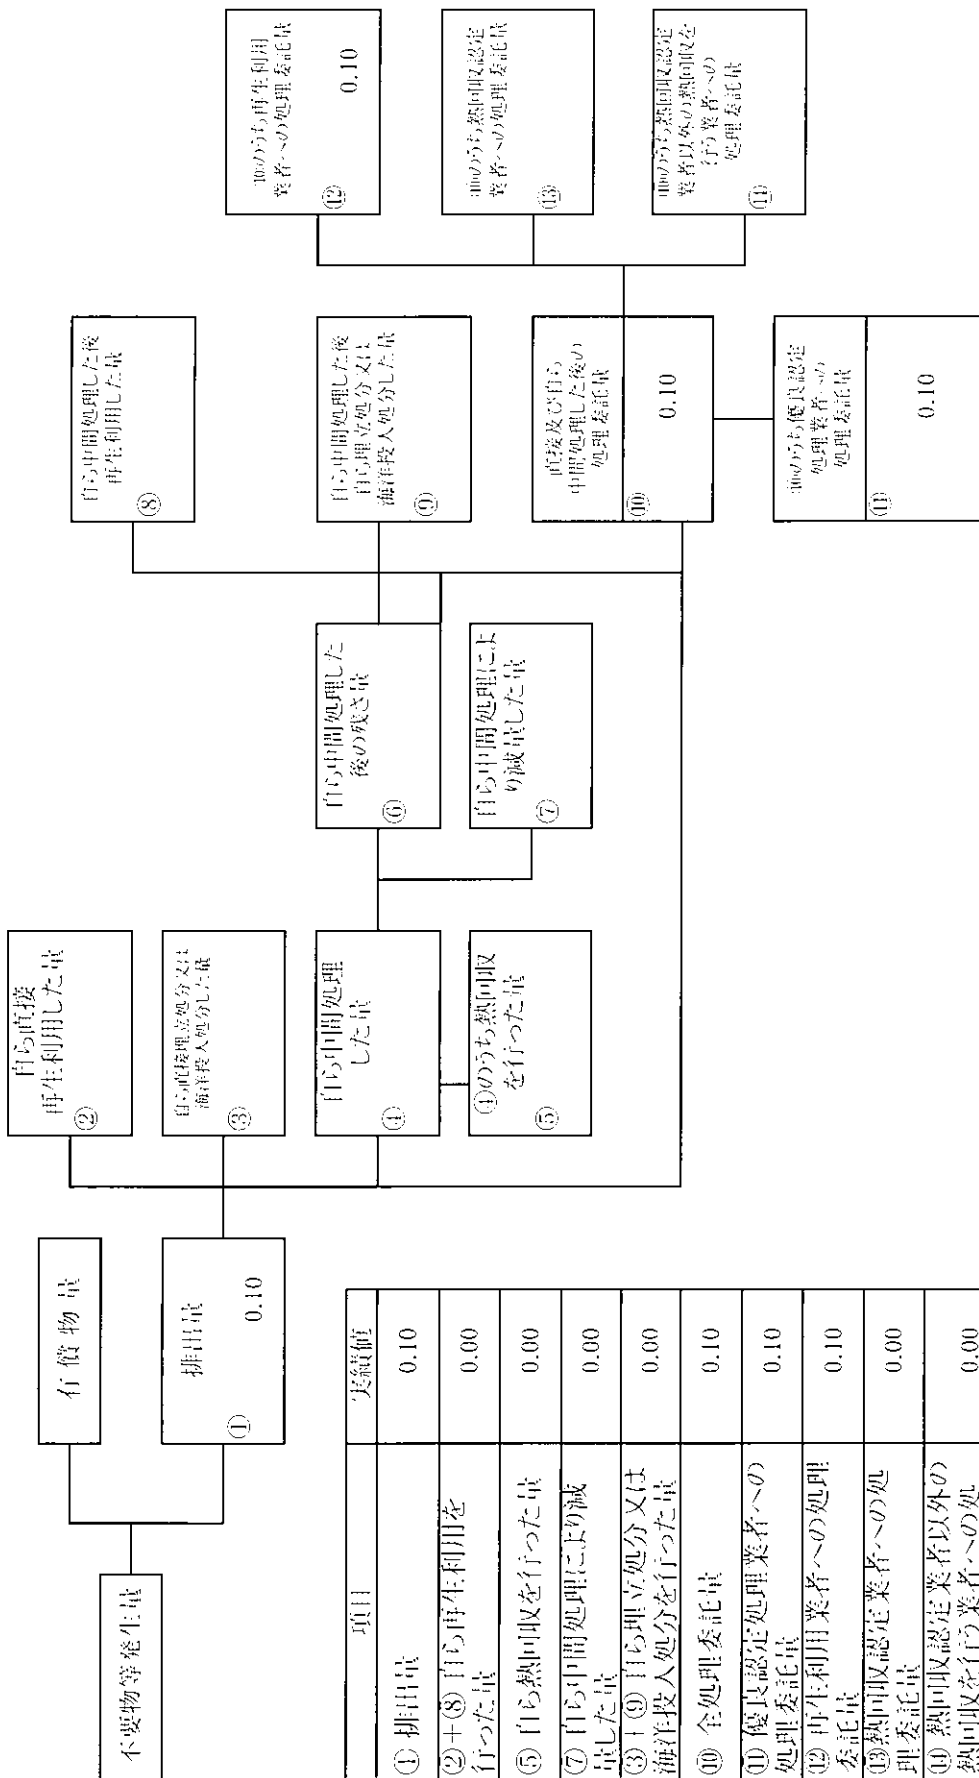 不要物等発生量
有償物量
排出量
①
0.10
自ら直接
再生利用した量
②
自ら直接埋立処分又は
海洋投入処分した量
③
自ら中間処理
した量
④
④のうち熱回収
を行った量
⑤
自ら中間処理した
後の残さ量
⑥
自ら中間処理によ
り減量した量
⑦
自ら中間処理した後
再生利用した量
⑧
自ら中間処理した後
自ら埋立処分又は
海洋投入処分した量
⑨
直接及び自ら
中間処理した後の
処理委託量
⑩
0.10
⑩のうち優良認定
処理業者への
処理委託量
⑪
0.10
⑩のうち再生利用
業者への処理委託量
⑫
0.10
⑩のうち熱回収認定
業者への処理委託量
⑬
⑩のうち熱回収認定
業者以外の熱回収を
行う業者への
処理委託量
⑭
項目
実績値
①排出量
0.10
②+⑧自ら再生利用を
行った量
0.00
⑤自ら熱回収を行った量
0.00
⑦自ら中間処理により減
量した量
0.00
③+⑨自ら埋立処分又は
海洋投入処分を行った量
0.00
⑩全処理委託量
0.10
⑪優良認定処理業者への
処理委託量
0.10
⑫再生利用業者への処理
委託量
0.10
⑬熱回収認定業者への処
理委託量
0.00
⑭熱回収認定業者以外の
熱回収を行う業者への処
0.00